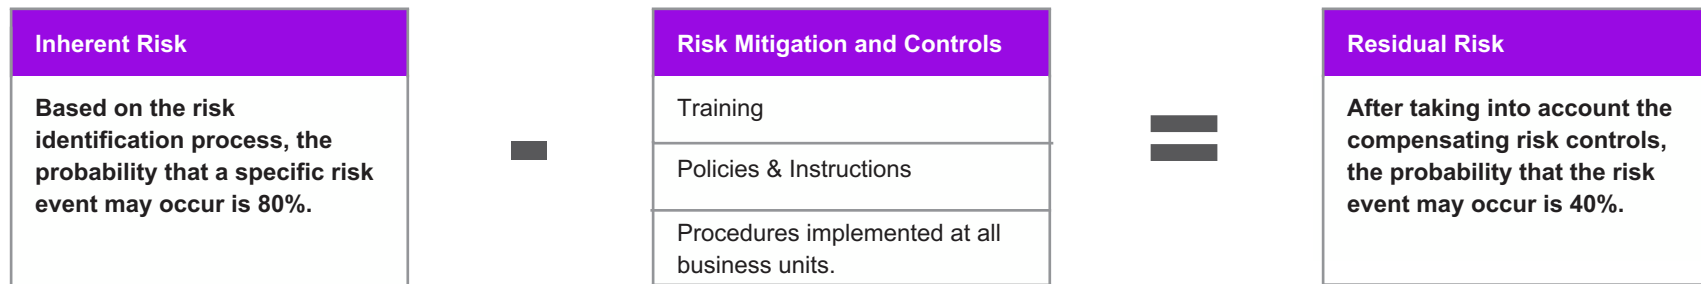 Inherent Risk
Based on the risk
identification process, the
probability that a specific risk
event may occur is 80%.
Risk Mitigation and Controls
Training
Policies & Instructions
Procedures implemented at all
business units.
Residual Risk
After taking into account the
compensating risk controls,
the probability that the risk
event may occur is 40%.